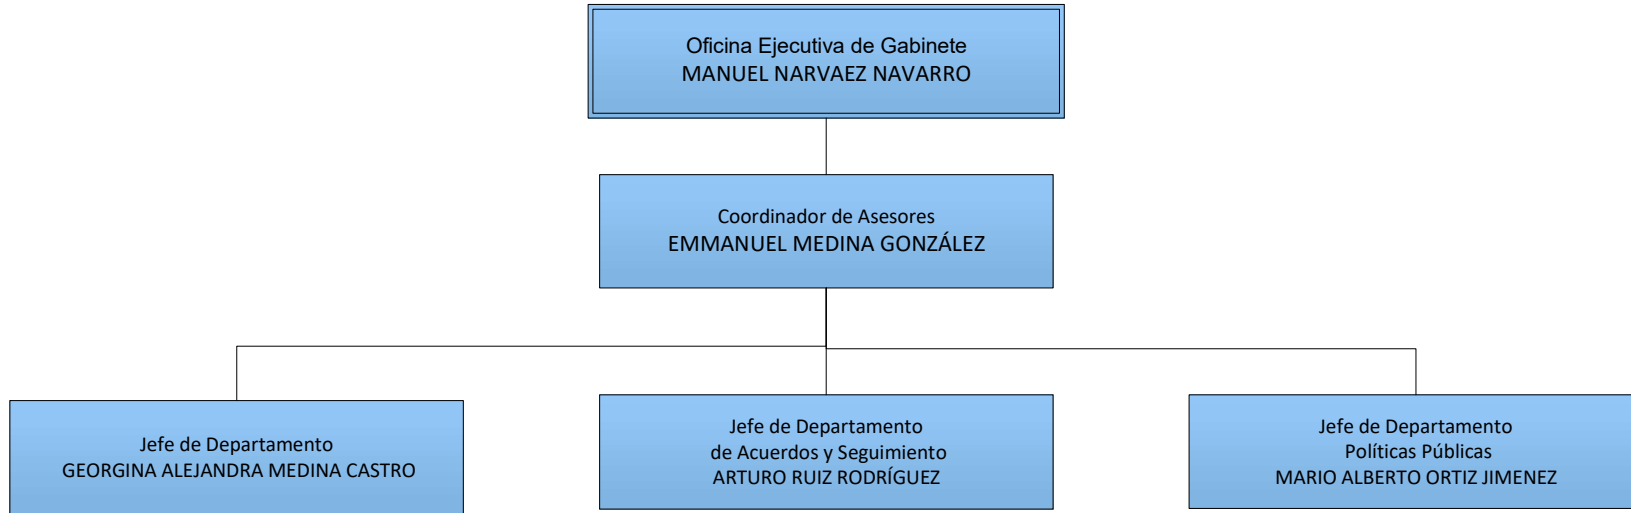 Oficina Ejecutiva de Gabinete
MANUEL NARVAEZ NAVARRO
Coordinador de Asesores
EMMANUEL MEDINA GONZÁLEZ
Jefe de Departamento
GEORGINA ALEJANDRA MEDINA CASTRO
Jefe de Departamento
de Acuerdos y Seguimiento
ARTURO RUIZ RODRÍGUEZ
Jefe de Departamento
Políticas Públicas
MARIO ALBERTO ORTIZ JIMENEZ